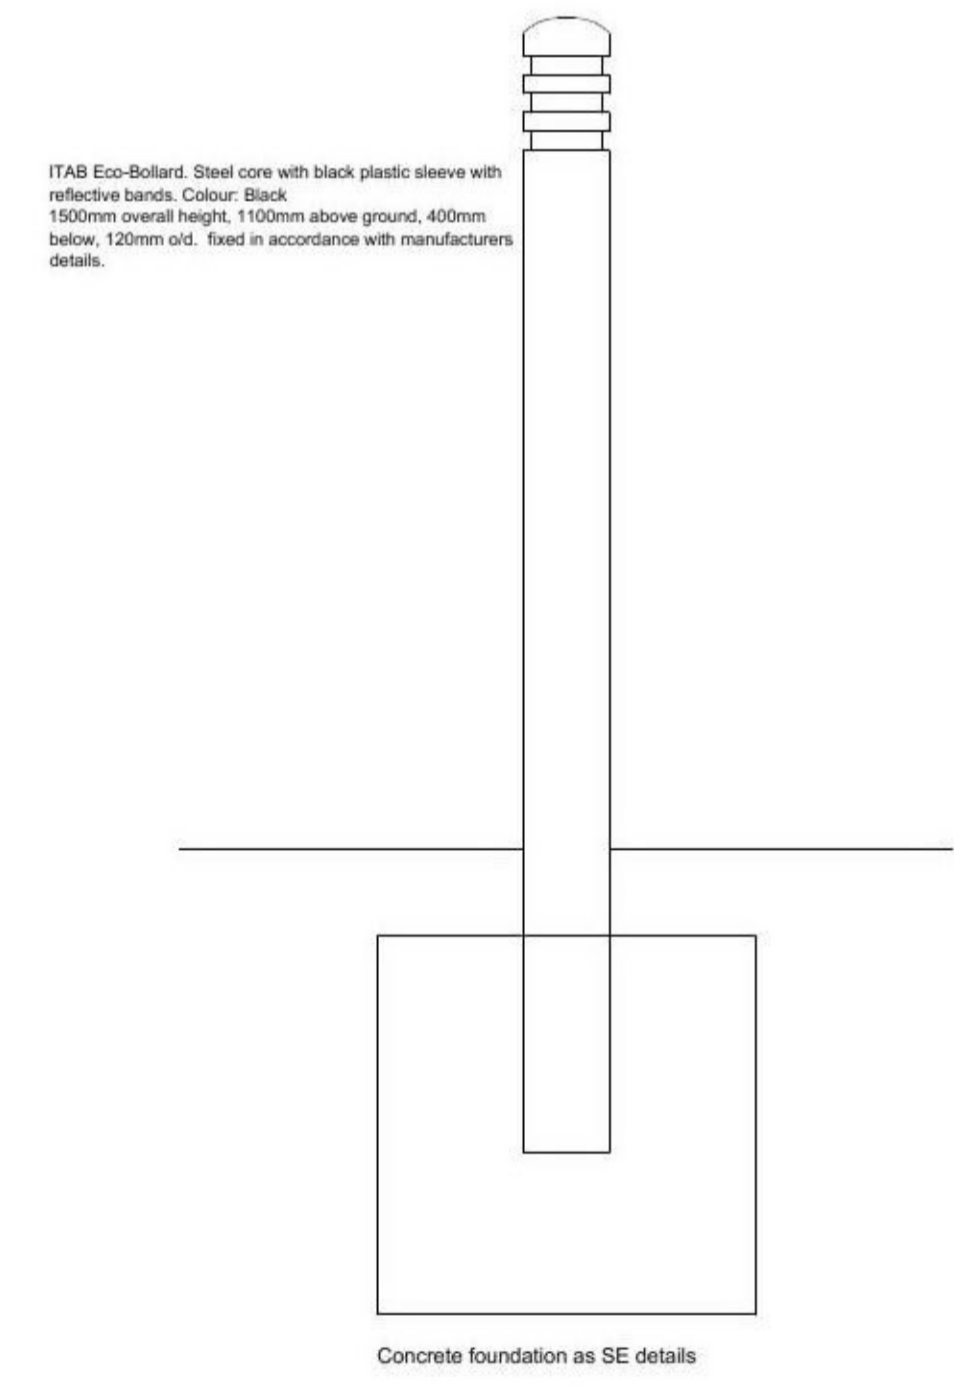 ITAB Eco-Bollard. Steel core with black plastic sleeve with
reflective bands. Colour: Black
1500mm overall height, 1100mm above ground, 400mm
below, 120mm o/d.  fixed in accordance with manufacturers
details.
Concrete foundation as SE details